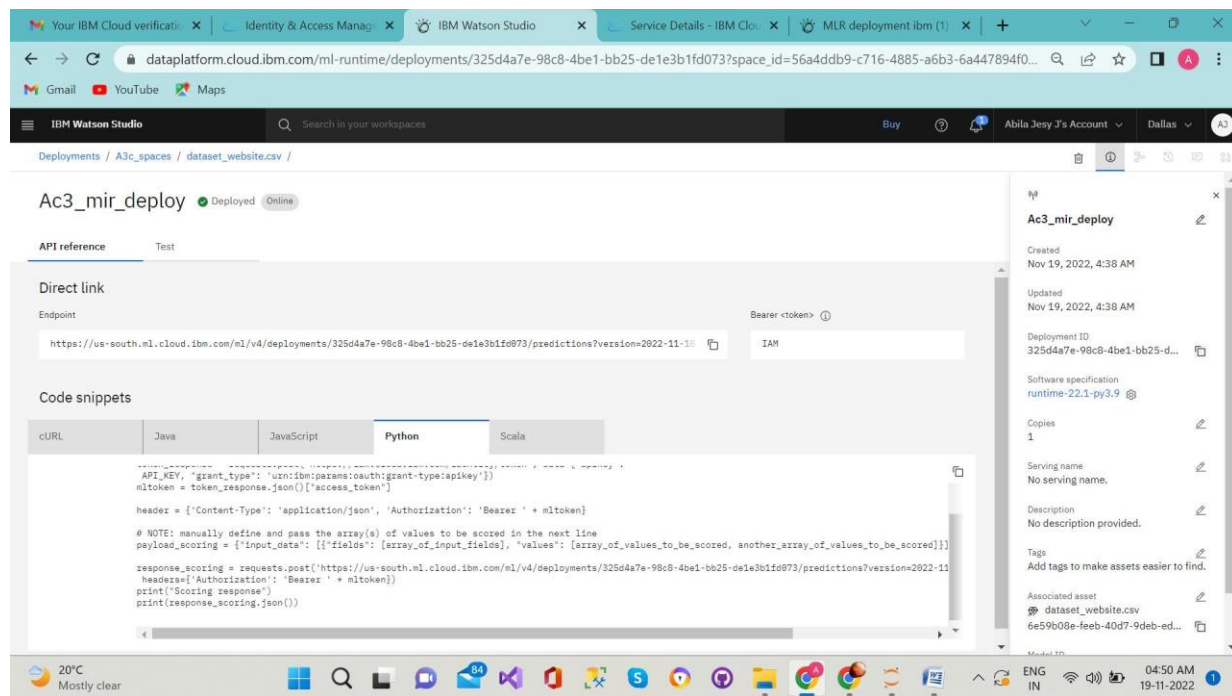 Your IBM Cloud verificatio
Identity & Access Manag
IBM Watson Studio
Service Details - IBM Clou
MLR deployment ibm (1)
dataplatform.cloud.ibm.com/ml-runtime/deployments/325d4a7e-98c8-4be1-bb25-de1e3b1fd073?space_id=56a4ddb9-c716-4885-a6b3-6a447894f0...
A
Gmail YouTube Maps
IBM Watson Studio
Search in your workspaces
Buy
1
Abila Jesy J's Account
Dallas
AJ
Deployments / A3c_spaces / dataset_website.csv /
Ac3_mir_deploy
Deployed
Online
API reference
Test
Direct link
Endpoint
Bearer <token>
https://us-south.ml.cloud.ibm.com/ml/v4/deployments/325d4a7e-98c8-4be1-bb25-de1e3b1fd073/predictions?version=2022-11-18
IAM
Code snippets
cURL
Java
JavaScript
Python
Scala
API_KEY, "grant_type": 'urn:ibm:params:oauth:grant-type:apikey'})
mltoken = token_response.json()["access_token"]
header = {'Content-Type': 'application/json', 'Authorization': 'Bearer ' + mltoken}
# NOTE: manually define and pass the array(s) of values to be scored in the next line
payload_scoring = {"input_data": [{"fields": [array_of_input_fields], "values": [array_of_values_to_be_scored, another_array_of_values_to_be_scored]}]
response_scoring = requests.post('https://us-south.ml.cloud.ibm.com/ml/v4/deployments/325d4a7e-98c8-4be1-bb25-de1e3b1fd073/predictions?version=2022-11
headers={'Authorization': 'Bearer ' + mltoken})
print("Scoring response")
print(response_scoring.json())
Ac3_mir_deploy
Created
Nov 19, 2022, 4:38 AM
Updated
Nov 19, 2022, 4:38 AM
Deployment ID
325d4a7e-98c8-4be1-bb25-d...
Software specification
runtime-22.1-py3.9
Copies
1
Serving name
No serving name.
Description
No description provided.
Tags
Add tags to make assets easier to find.
Associated asset
dataset_website.csv
6e59b08e-feeb-40d7-9deb-ed...
Model ID
20°C
Mostly clear
84
ENG
IN
04:50 AM
19-11-2022
1